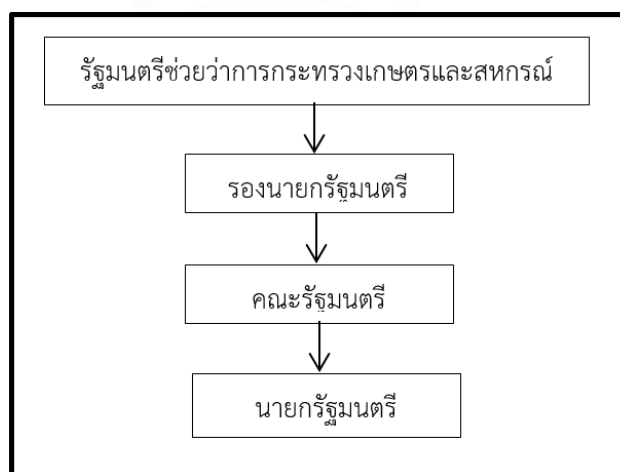 รัฐมนตรีช่วยว่าการกระทรวงเกษตรและสหกรณ์
รองนายกรัฐมนตรี
คณะรัฐมนตรี
นายกรัฐมนตรี